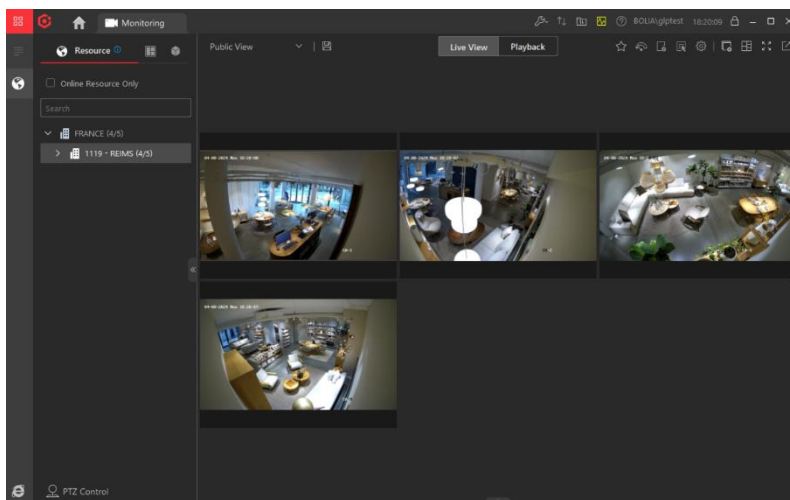 Monitoring
BOLIA\glptest 18:20:09
Resource
Public View
Live View
Playback
Online Resource Only
Search
FRANCE (4/5)
1119 - REIMS (4/5)
PTZ Control